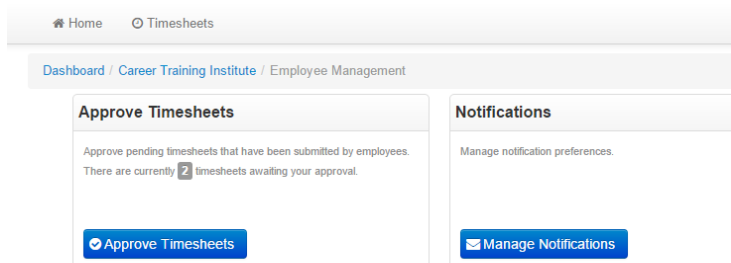 Home Timesheets
Dashboard / Career Training Institute / Employee Management
Approve Timesheets
Approve pending timesheets that have been submitted by employees.
There are currently 2 timesheets awaiting your approval.
Approve Timesheets
Notifications
Manage notification preferences.
Manage Notifications